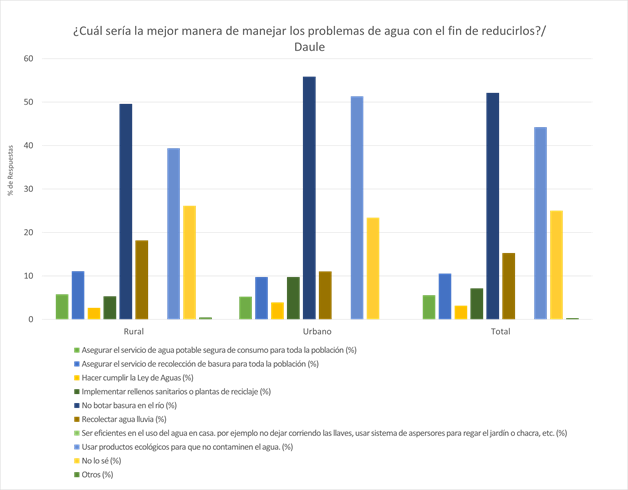 ¿Cuál sería la mejor manera de manejar los problemas de agua con el fin de reducirlos?/
Daule
60
50
40
30
20
10
0
% de Respuestas
Rural
Urbano
Total
Asegurar el servicio de agua potable segura de consumo para toda la población (%)
Asegurar el servicio de recolección de basura para toda la población (%)
Hacer cumplir la Ley de Aguas (%)
Implementar rellenos sanitarios o plantas de reciclaje (%)
No botar basura en el río (%)
Recolectar agua lluvia (%)
Ser eficientes en el uso del agua en casa. por ejemplo no dejar corriendo las llaves, usar sistema de aspersores para regar el jardín o chacra, etc. (%)
Usar productos ecológicos para que no contaminen el agua. (%)
No lo sé (%)
Otros (%)